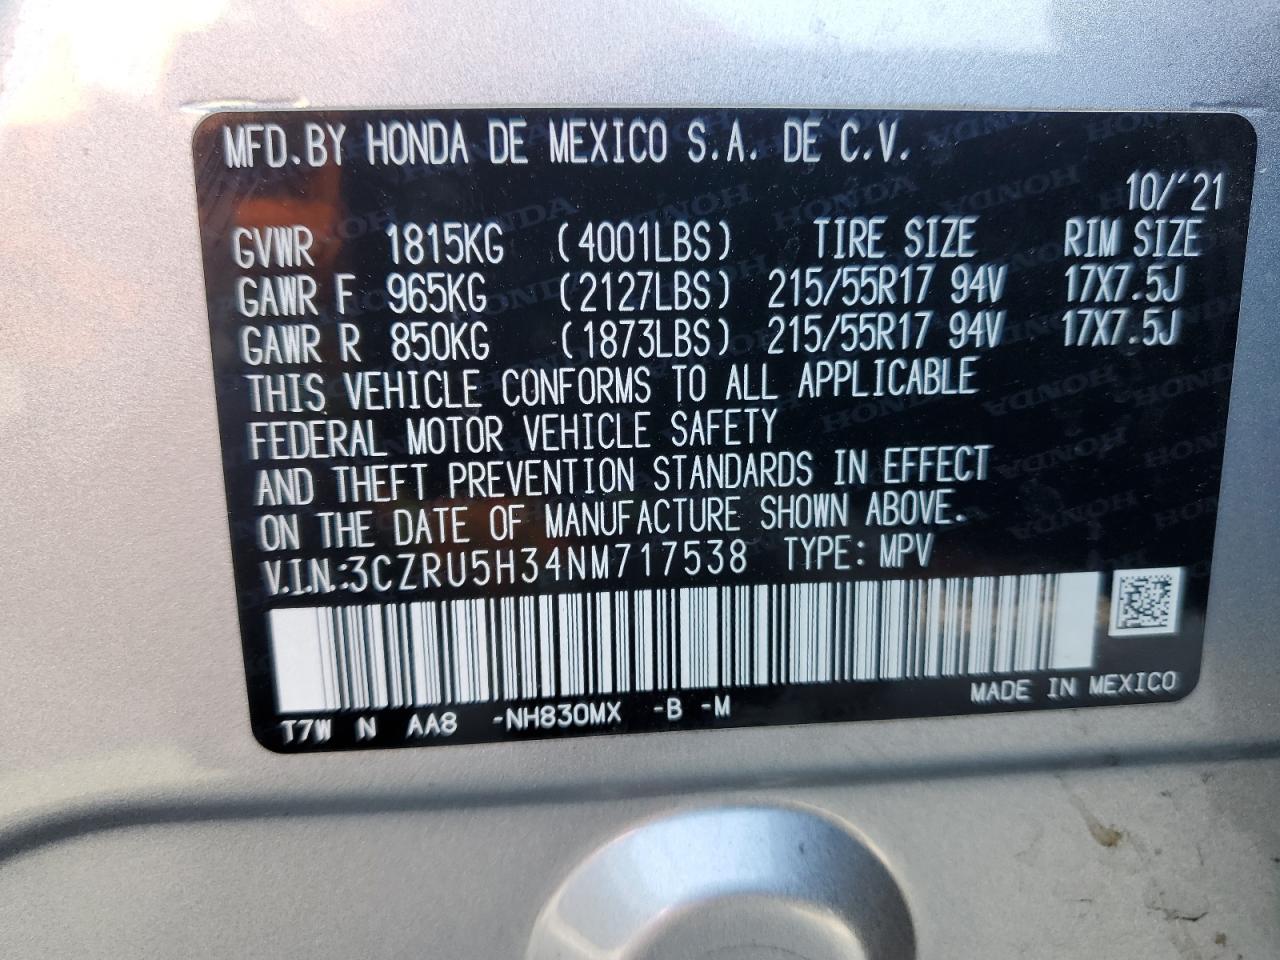 MFD.BY HONDA DE MEXICO S.A. DE C.V.
10/'21
GVWR 1815KG (4001LBS) TIRE SIZE RIM SIZE
GAWR F 965KG (2127LBS) 215/55R17 94V 17X7.5J
GAWR R 850KG (1873LBS) 215/55R17 94V 17X7.5J
THIS VEHICLE CONFORMS TO ALL APPLICABLE
FEDERAL MOTOR VEHICLE SAFETY
AND THEFT PREVENTION STANDARDS IN EFFECT
ON THE DATE OF MANUFACTURE SHOWN ABOVE.
V.I.N.:3CZRU5H34NM717538 TYPE: MPV
MADE IN MEXICO
T7W N AA8 -NH830MX -B -M